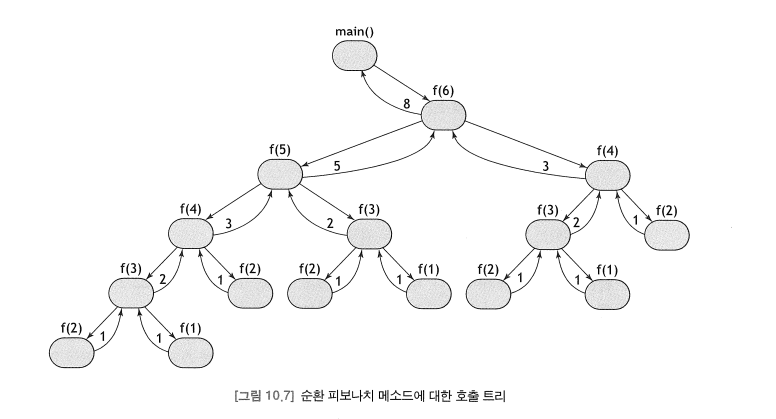 main()
f(6)
8
f(5)
f(4)
5
3
f(4)
f(3)
f(3)
f(2)
3
2
2
1
f(3)
f(2)
f(2)
f(1)
f(2)
f(1)
2
1
1
1
1
1
f(2)
f(1)
1
1
[그림 10.7] 순환 피보나치 메소드에 대한 호출 트리